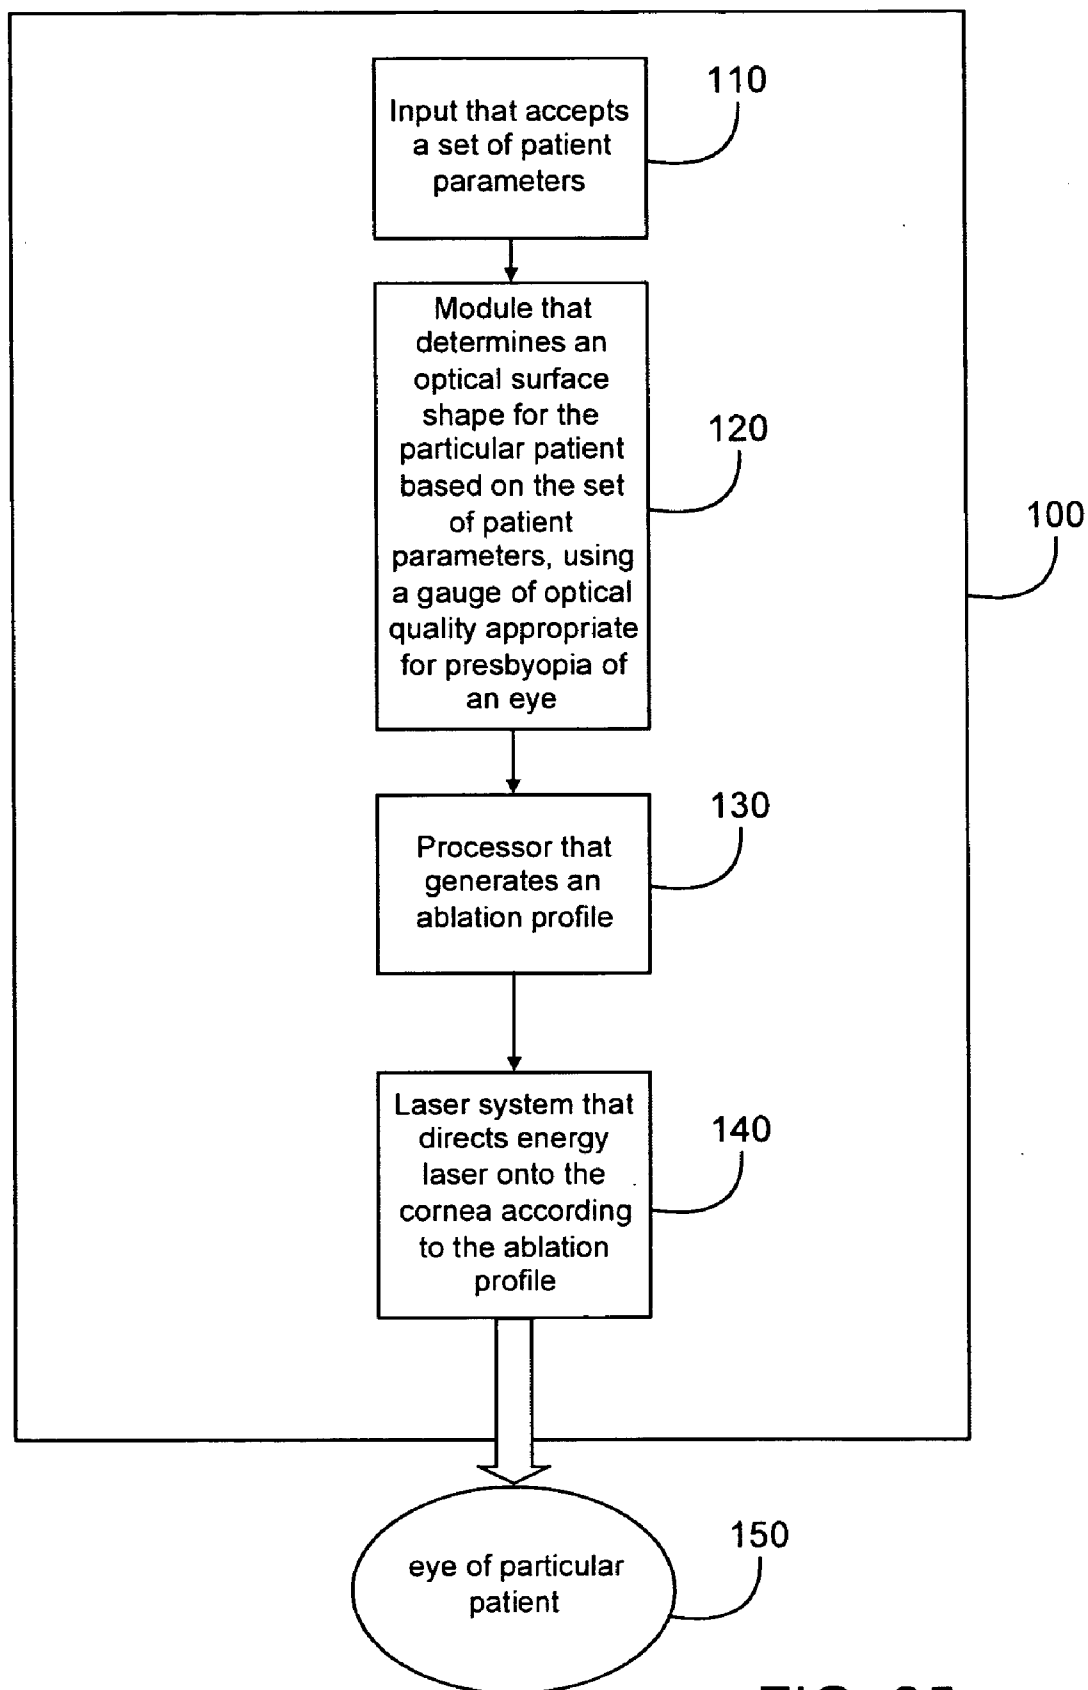 110
Input that accepts
a set of patient
parameters
Module that
determines an
optical surface
shape for the
particular patient
based on the set
of patient
parameters, using
a gauge of optical
quality appropriate
for presbyopia of
an eye
120
100
130
Processor that
generates an
ablation profile
Laser system that
directs energy
laser onto the
cornea according
to the ablation
profile
140
150
eye of particular
patient